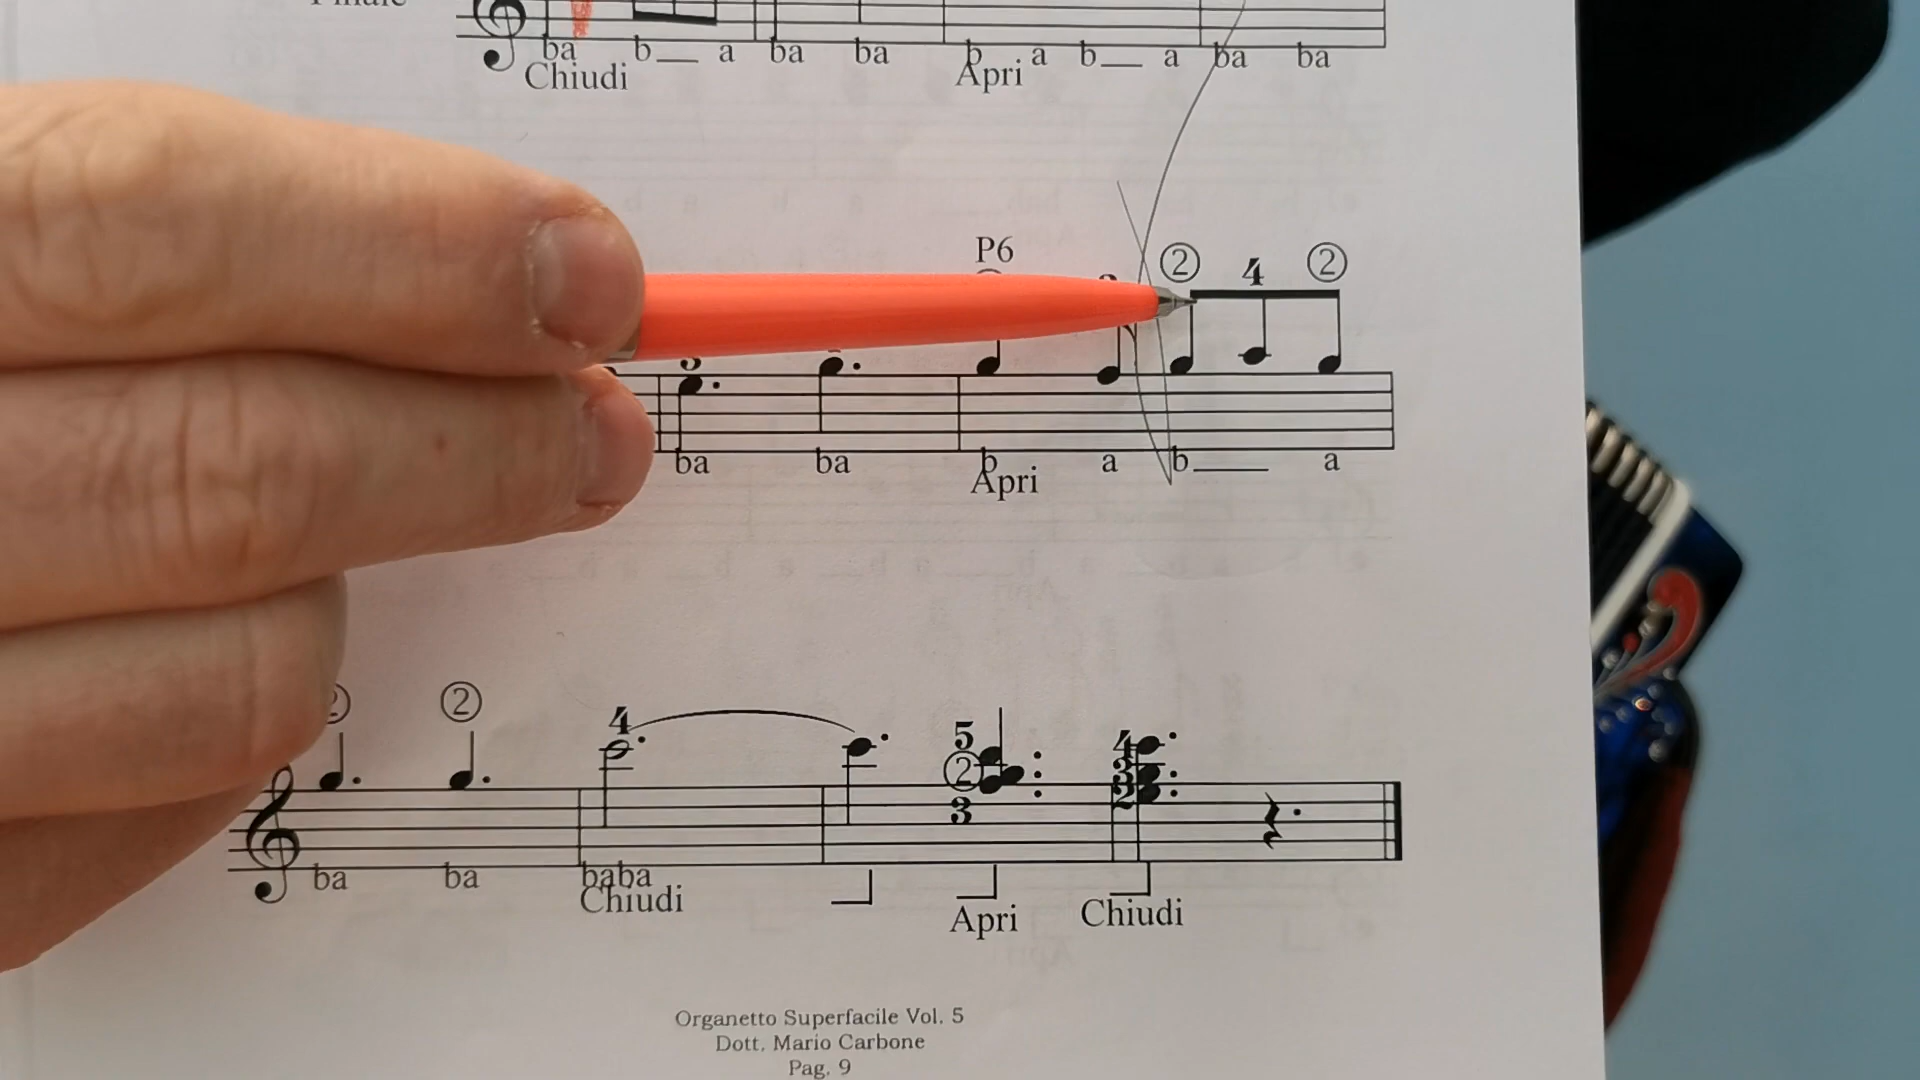 ba b a ba ba b a b a ba ba
Chiudi Apri
P6
② 4 ②
3
ba ba b a b a
Apri
② ② 4 5 4
② 3
3 2
ba ba baba
Chiudi Apri Chiudi
Organetto Superfacile Vol. 5
Dott. Mario Carbone
Pag. 9